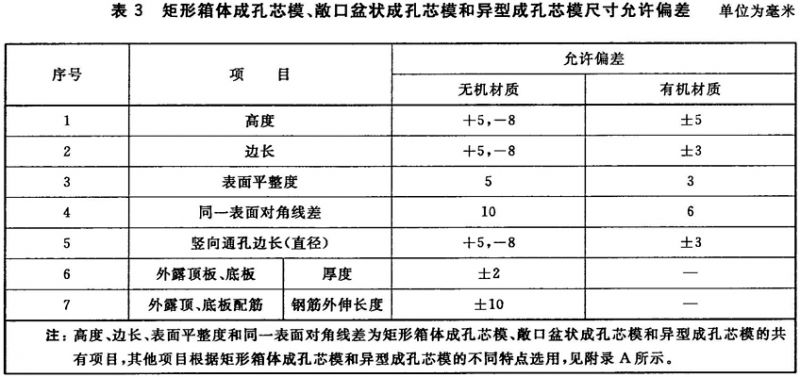 表 3 矩形箱体成孔芯模、敞口盆状成孔芯模和异型成孔芯模尺寸允许偏差 单位为毫米
序号 项 目 允许偏差
无机材质 有机材质
1 高度 +5,-8 ±5
2 边长 +5,-8 ±3
3 表面平整度 5 3
4 同一表面对角线差 10 6
5 竖向通孔边长(直径) +5,-8 ±3
6 外露顶板、底板 厚度 ±2 —
7 外露顶、底板配筋 钢筋外伸长度 ±10 —
注:高度、边长、表面平整度和同一表面对角线差为矩形箱体成孔芯模、敞口盆状成孔芯模和异型成孔芯模的共
有项目,其他项目根据矩形箱体成孔芯模和异型成孔芯模的不同特点选用,见附录 A 所示。